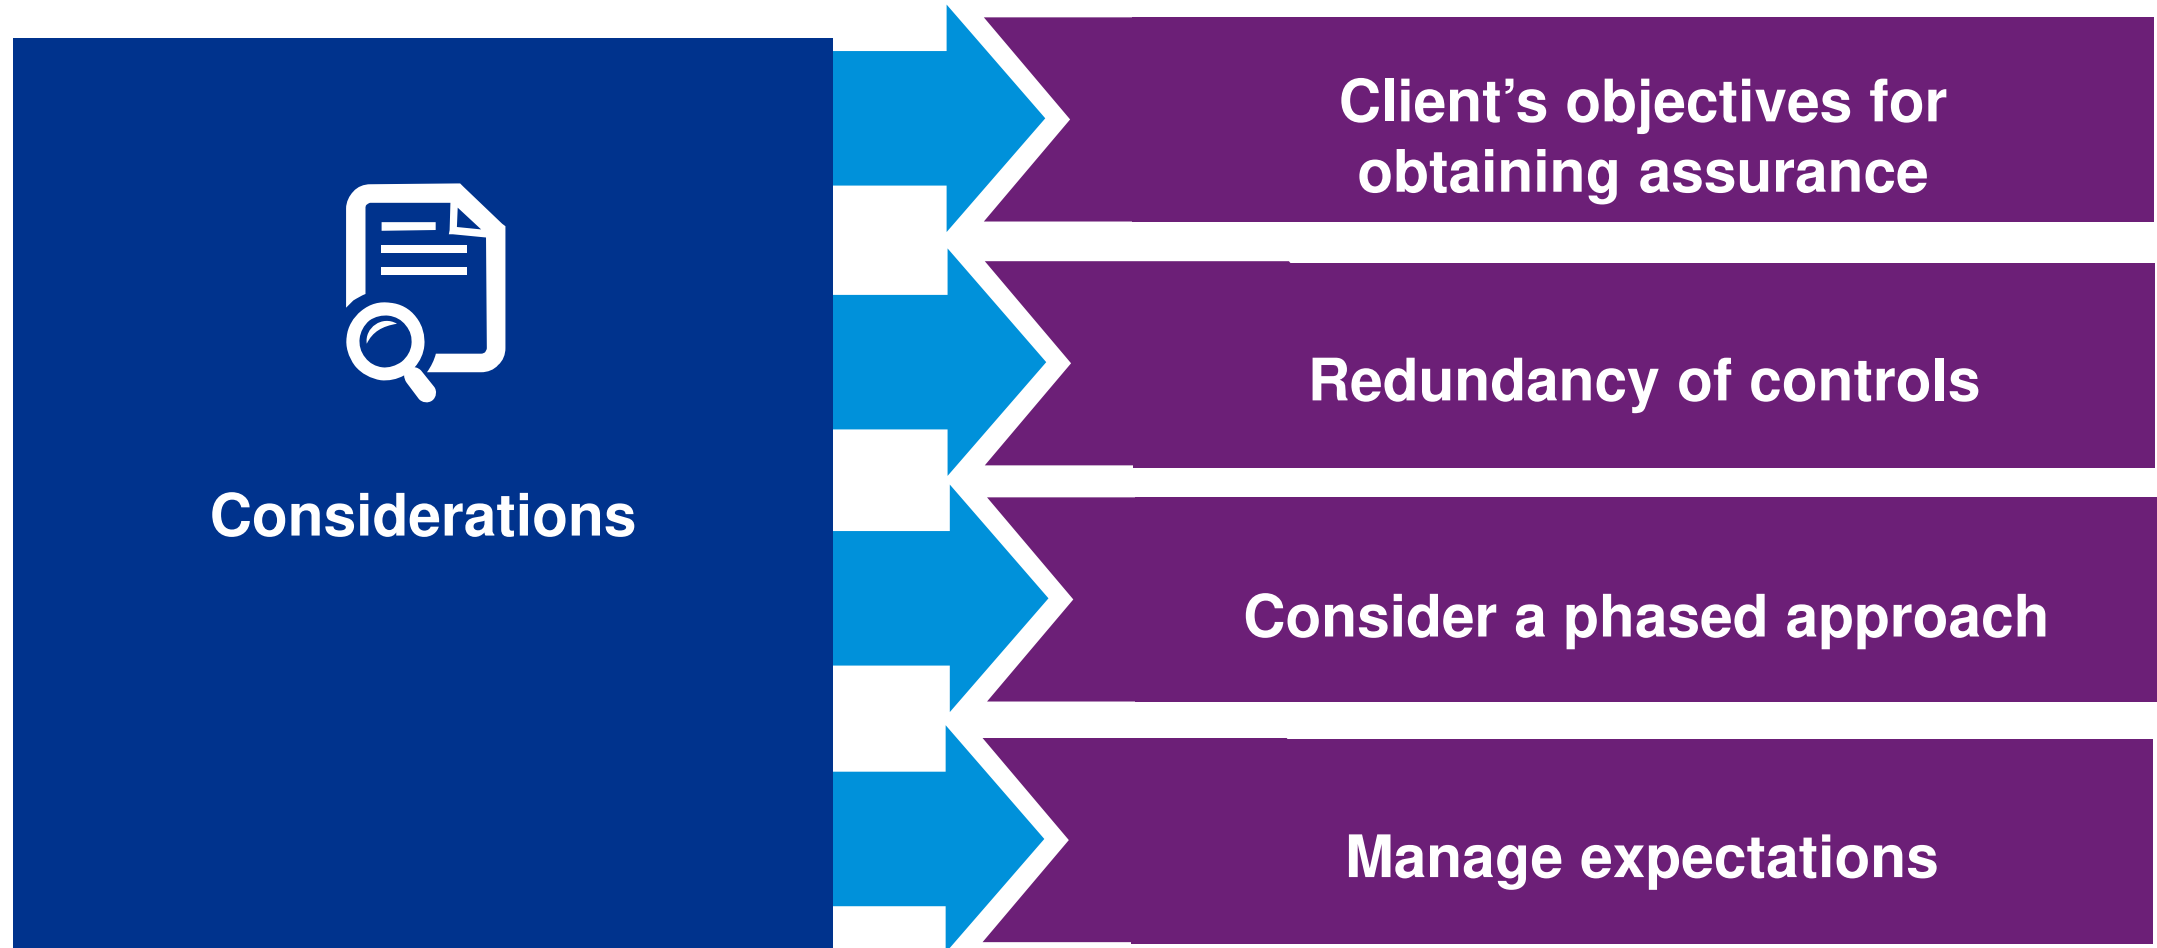 Considerations
Client’s objectives for
obtaining assurance
Redundancy of controls
Consider a phased approach
Manage expectations